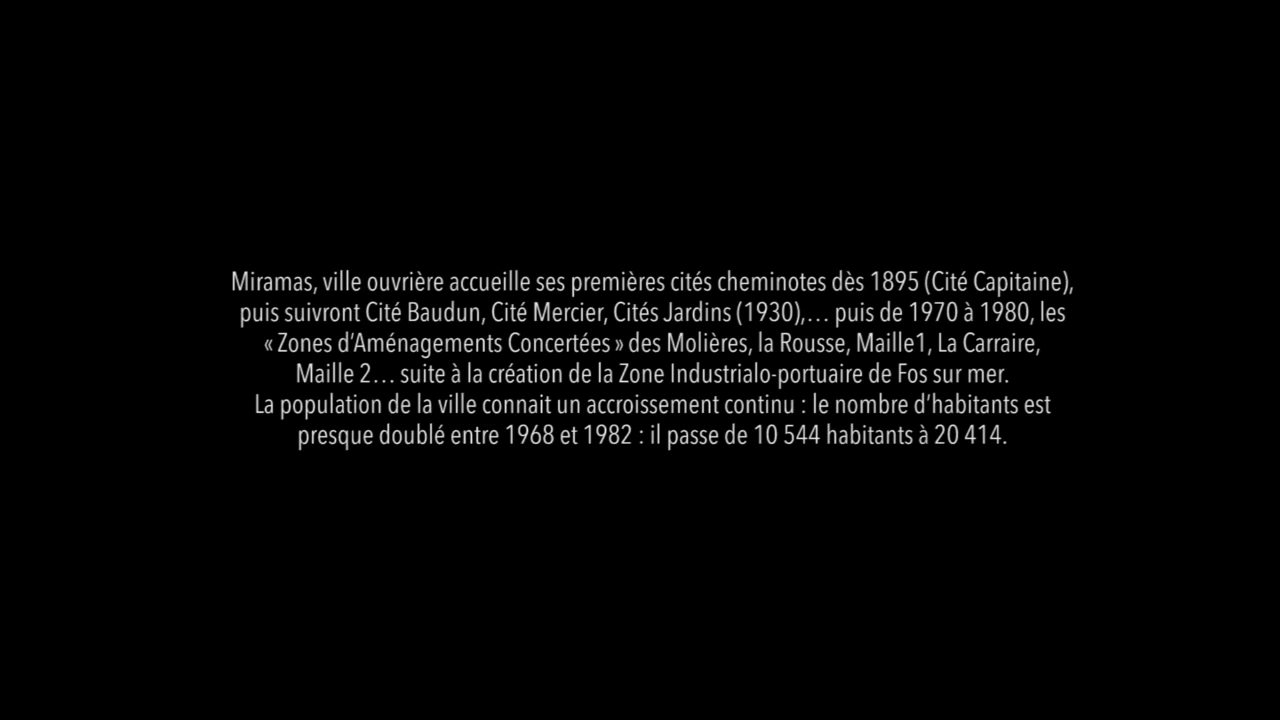 Miramas, ville ouvrière accueille ses premières cités cheminotes dès 1895 (Cité Capitaine),
puis suivront Cité Baudun, Cité Mercier, Cités Jardins (1930),… puis de 1970 à 1980, les
« Zones d’Aménagements Concertées » des Molières, la Rousse, Maille1, La Carraire,
Maille 2… suite à la création de la Zone Industrialo-portuaire de Fos sur mer.
La population de la ville connait un accroissement continu : le nombre d’habitants est
presque doublé entre 1968 et 1982 : il passe de 10 544 habitants à 20 414.